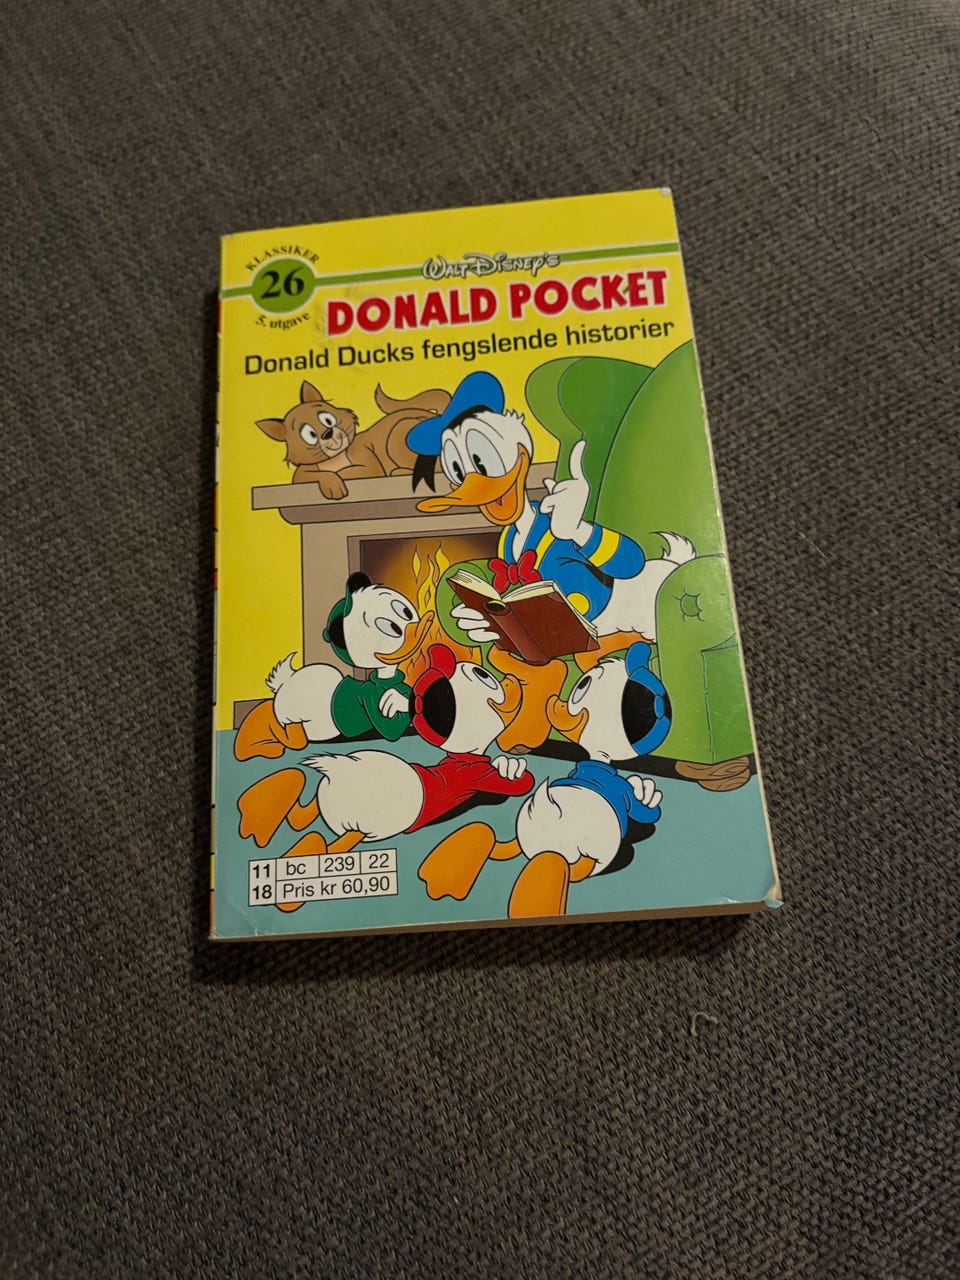 KLASSIKER
26
5. utgave
WALT DISNEY'S
DONALD POCKET
Donald Ducks fengslende historier
11 bc 239 22
18 Pris kr 60,90